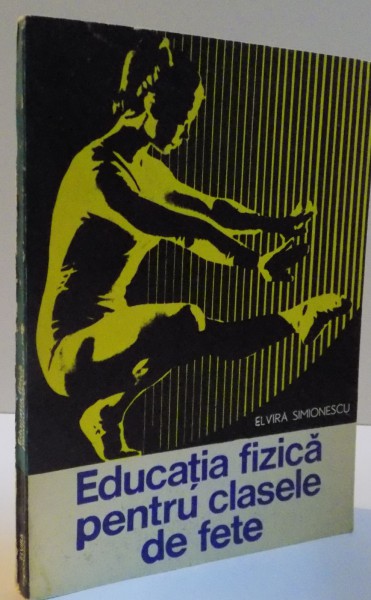 ELVIRA SIMIONESCU
Educația fizică
pentru clasele
de fete